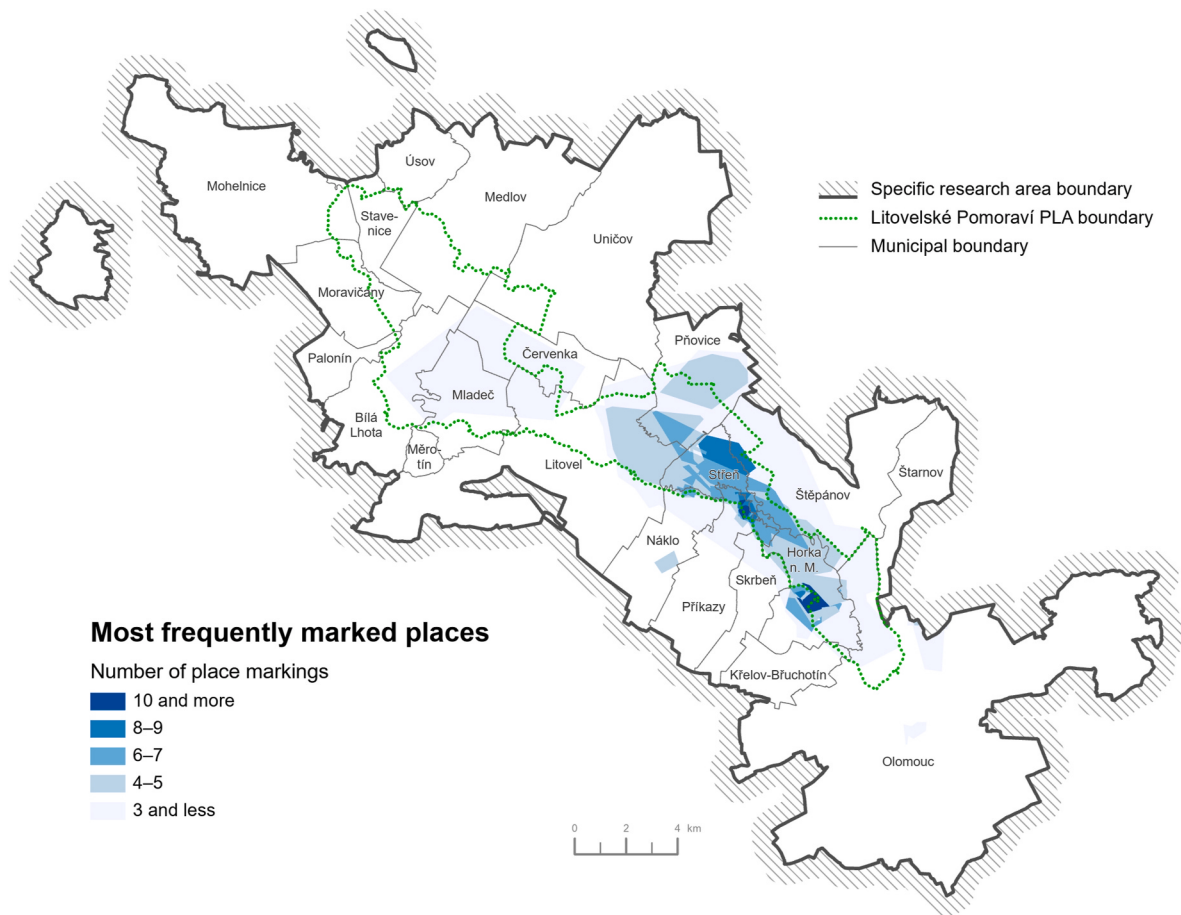 Úsov
Mohelnice
Medlov
Specific research area boundary
Stave-
nice
Litovelské Pomoraví PLA boundary
Uničov
Municipal boundary
Moravičany
Pňovice
Palonín
Červenka
Mladeč
Bílá
Lhota
Měro-
tín
Litovel
Střeň
Štarnov
Štěpánov
Náklo
Horka
n. M.
Skrbeň
Příkazy
Most frequently marked places
Number of place markings
Křelov-Břuchotín
10 and more
8–9
6–7
Olomouc
4–5
3 and less
0 2 4 km